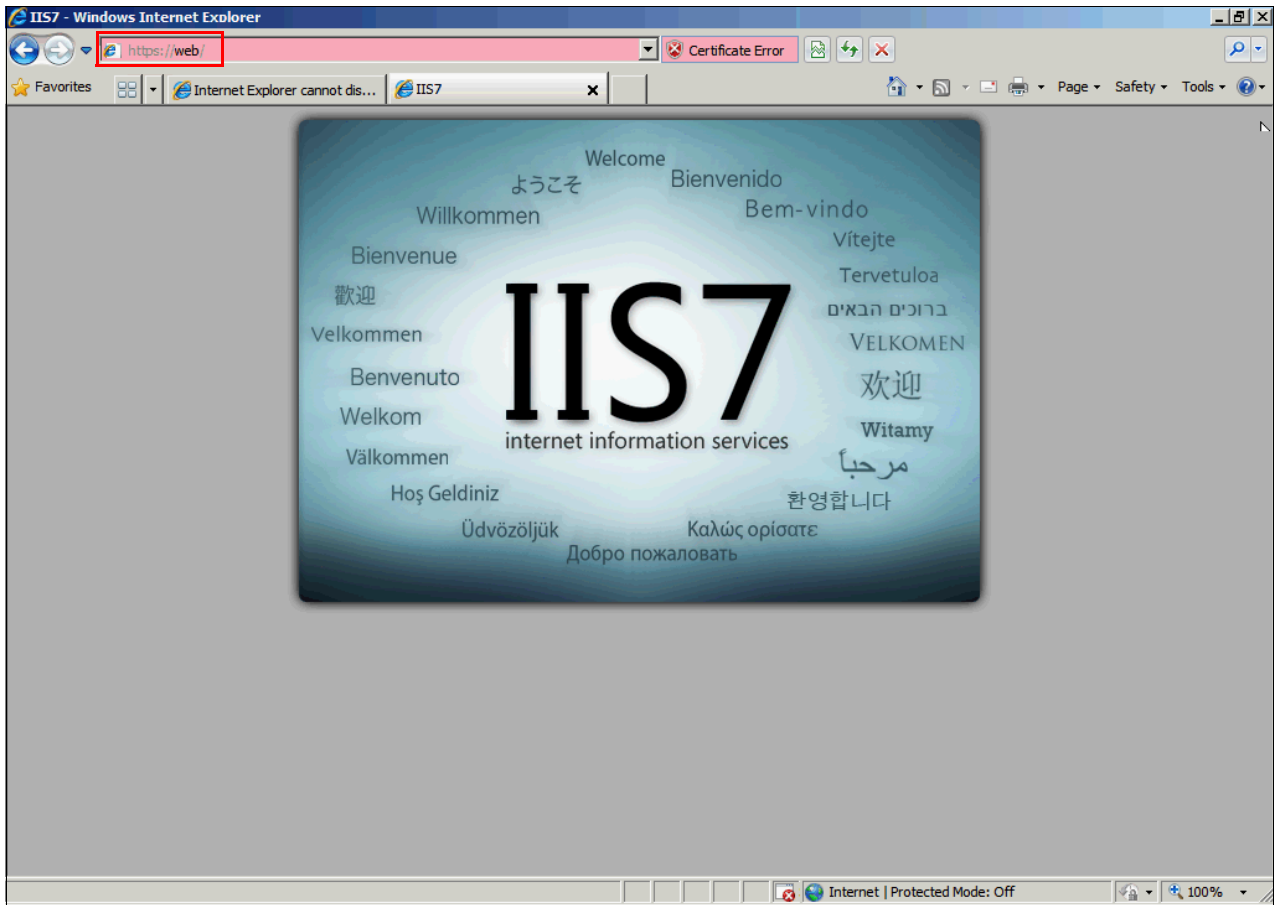 IIS7 - Windows Internet Explorer
https://web/
Certificate Error
Favorites
Internet Explorer cannot dis...
IIS7
Page
Safety
Tools
Welcome
ようこそ
Bienvenido
Willkommen
Bem-vindo
Vítejte
Bienvenue
Tervetuloa
歡迎
ברוכים הבאים
Velkommen
VELKOMEN
IIS7
Benvenuto
欢迎
Welkom
Witamy
internet information services
Välkommen
مرحباً
Hoş Geldiniz
환영합니다
Üdvözöljük
Καλώς ορίσατε
Добро пожаловать
Internet | Protected Mode: Off
100%